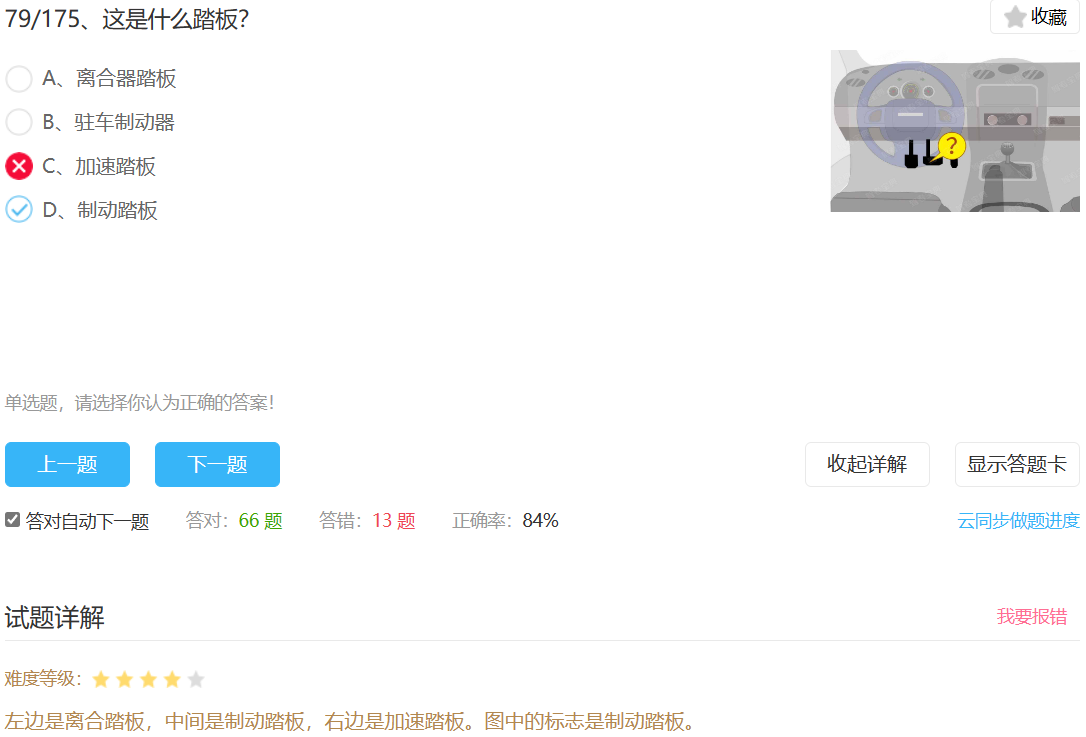 79/175、这是什么踏板?
收藏
A、离合器踏板
B、驻车制动器
C、加速踏板
D、制动踏板
?
单选题，请选择你认为正确的答案!
上一题
下一题
收起详解
显示答题卡
答对自动下一题
答对：66 题
答错：13 题
正确率：84%
云同步做题进度
试题详解
我要报错
难度等级：
左边是离合踏板，中间是制动踏板，右边是加速踏板。图中的标志是制动踏板。